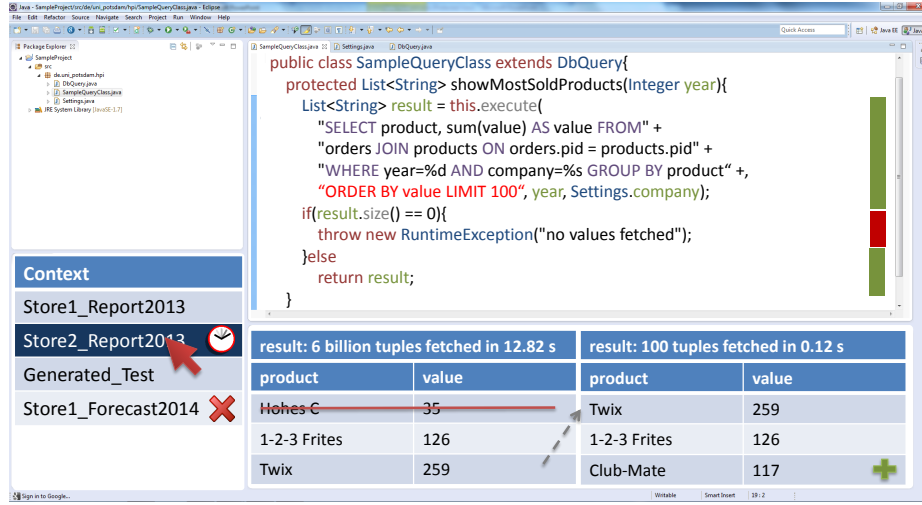 Java - SampleProject/src/de/uni_potsdam/hpi/SampleQueryClass.java - Eclipse
File Edit Refactor Source Navigate Search Project Run Window Help
Quick Access
Java EE
Java
Package Explorer
SampleProject
src
de.uni_potsdam.hpi
DbQuery.java
SampleQueryClass.java
Settings.java
JRE System Library [JavaSE-1.7]
SampleQueryClass.java Settings.java DbQuery.java
public class SampleQueryClass extends DbQuery{
protected List<String> showMostSoldProducts(Integer year){
List<String> result = this.execute(
"SELECT product, sum(value) AS value FROM" +
"orders JOIN products ON orders.pid = products.pid" +
"WHERE year=%d AND company=%s GROUP BY product“ +,
“ORDER BY value LIMIT 100“, year, Settings.company);
if(result.size() == 0){
throw new RuntimeException("no values fetched");
}else
return result;
}
Context
Store1_Report2013
Store2_Report2013
Generated_Test
Store1_Forecast2014
result: 6 billion tuples fetched in 12.82 s
product value
Hohes C 35
1-2-3 Frites 126
Twix 259
result: 100 tuples fetched in 0.12 s
product value
Twix 259
1-2-3 Frites 126
Club-Mate 117
Sign in to Google...
Writable Smart Insert 19 : 2